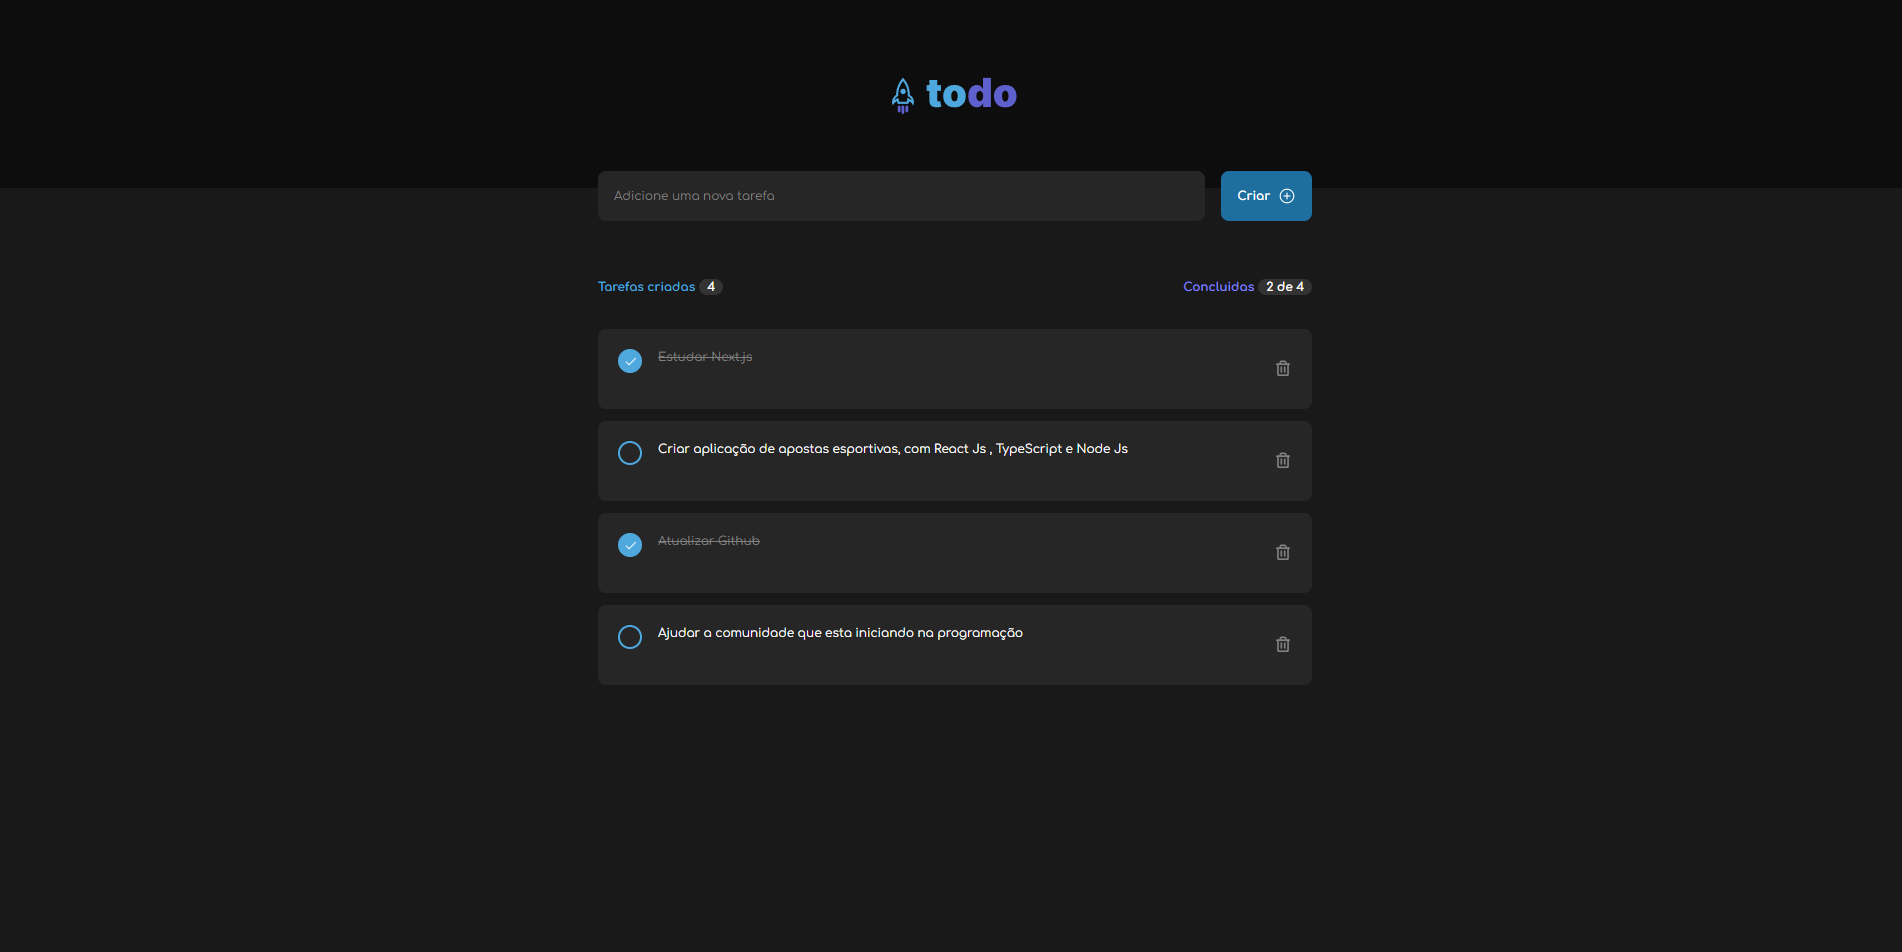 todo
Adicione uma nova tarefa
Criar
Tarefas criadas 4
Concluidas 2 de 4
Estudar Next.js
Criar aplicação de apostas esportivas, com React Js , TypeScript e Node Js
Atualizar Github
Ajudar a comunidade que esta iniciando na programação